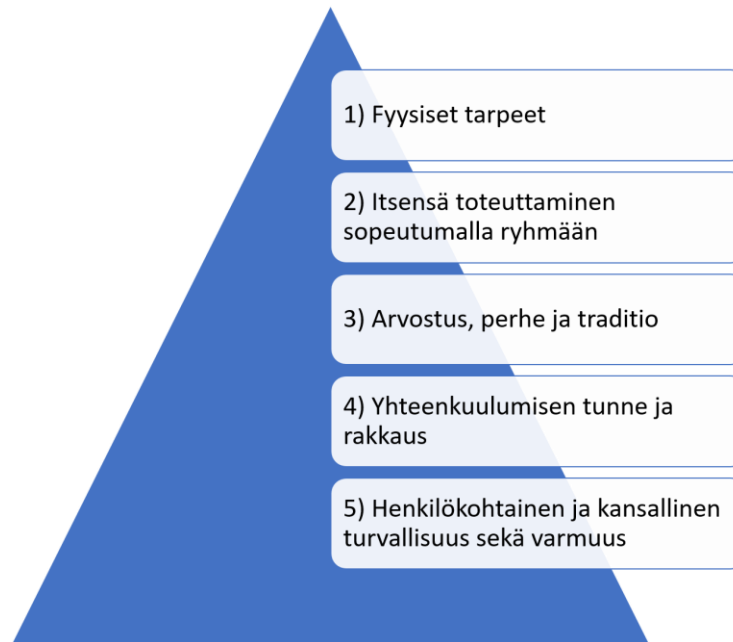 1) Fyysiset tarpeet
2) Itsensä toteuttaminen
sopeutumalla ryhmään
3) Arvostus, perhe ja traditio
4) Yhteenkuulumisen tunne ja
rakkaus
5) Henkilökohtainen ja kansallinen
turvallisuus sekä varmuus